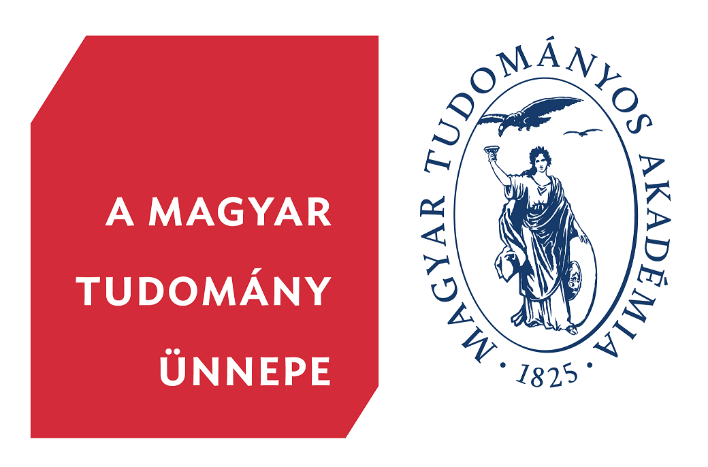 A MAGYAR
TUDOMÁNY
ÜNNEPE
MAGYAR TUDOMÁNYOS AKADÉMIA
· 1825 ·